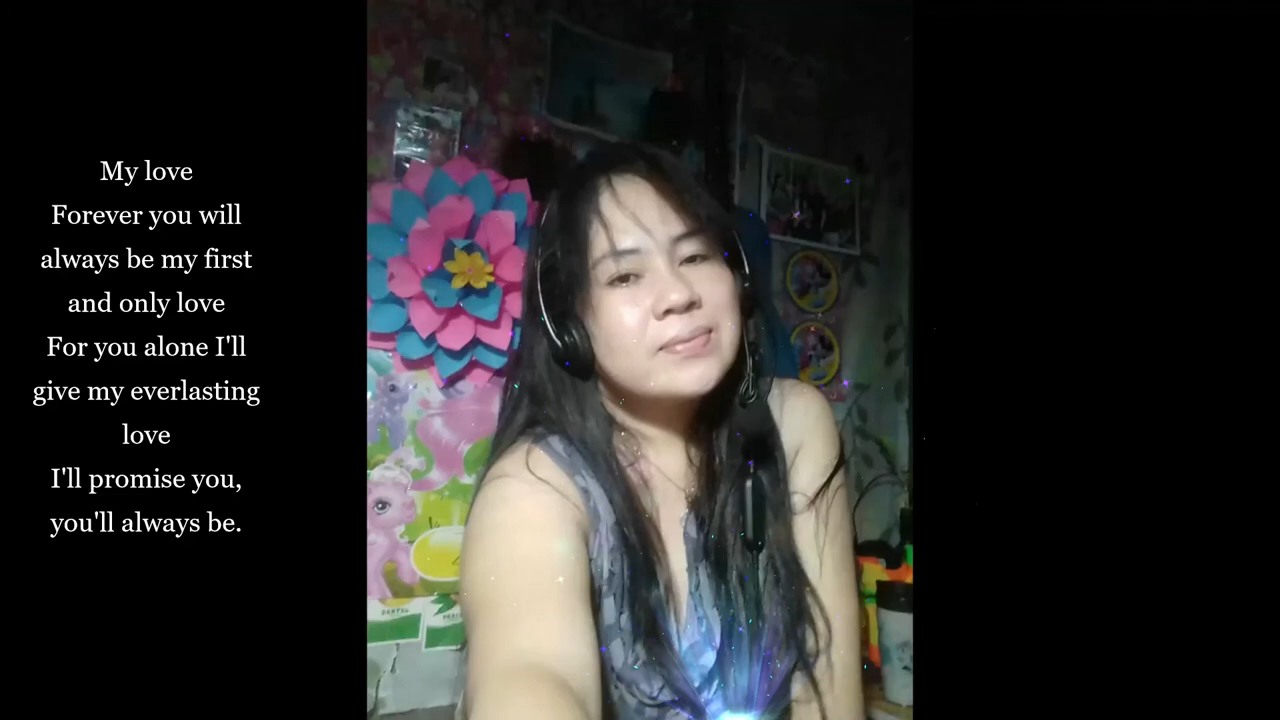 My love
Forever you will
always be my first
and only love
For you alone I'll
give my everlasting
love
I'll promise you,
you'll always be.